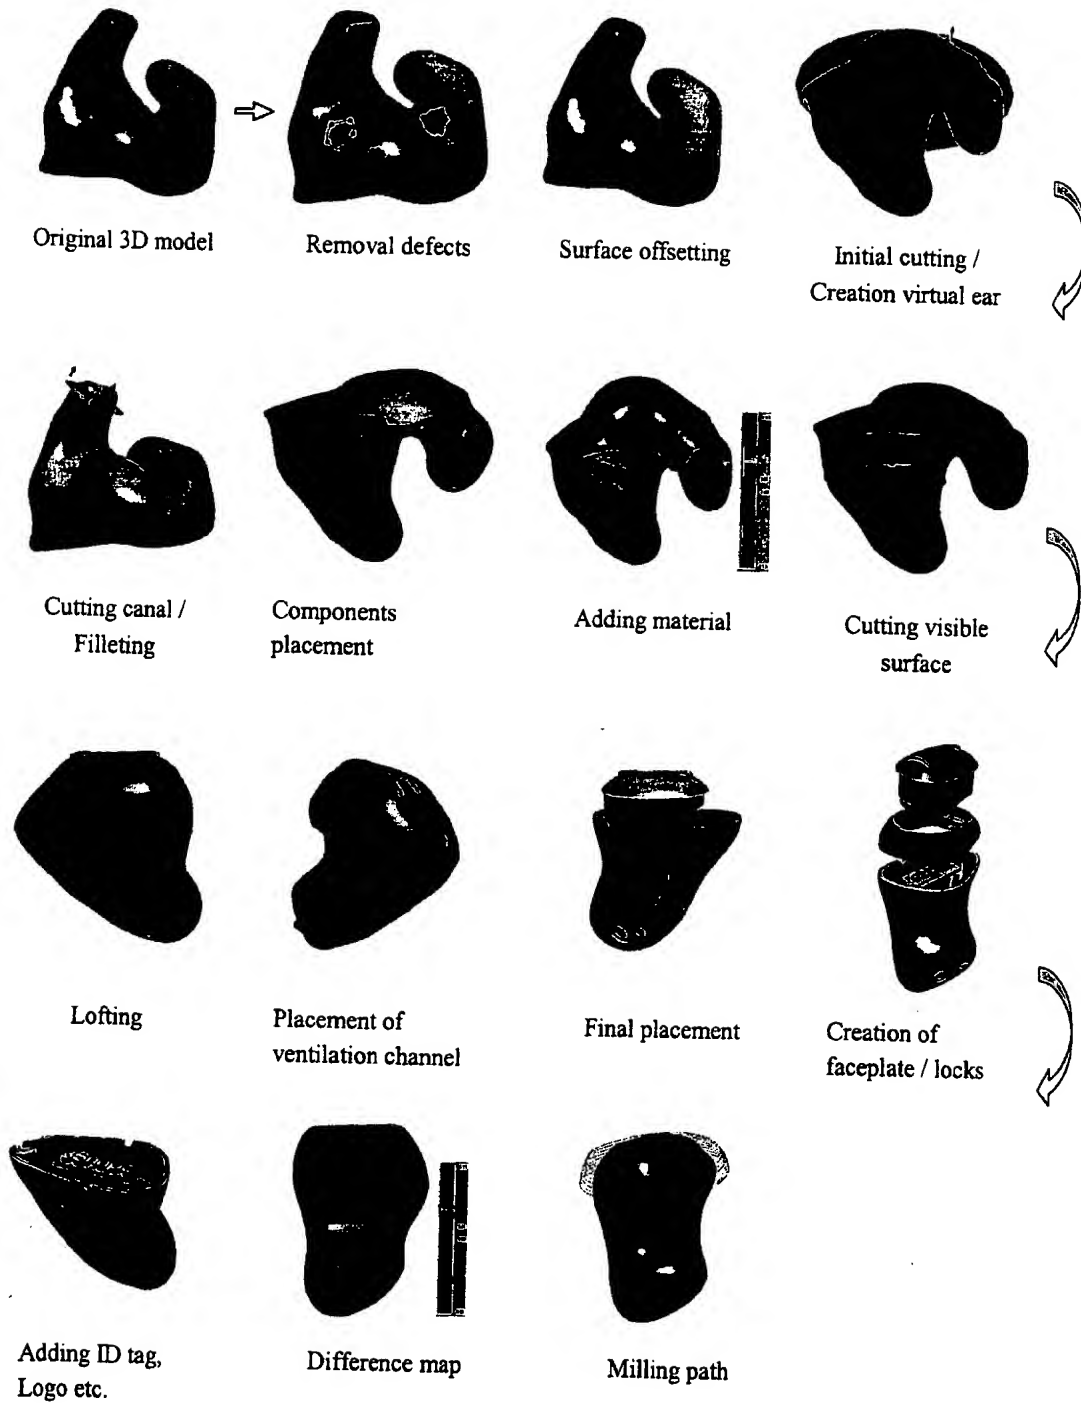 Original 3D model
Removal defects
Surface offsetting
Initial cutting /
Creation virtual ear
Cutting canal /
Filleting
Components
placement
Adding material
Cutting visible
surface
Lofting
Placement of
ventilation channel
Final placement
Creation of
faceplate / locks
Adding ID tag,
Logo etc.
Difference map
Milling path